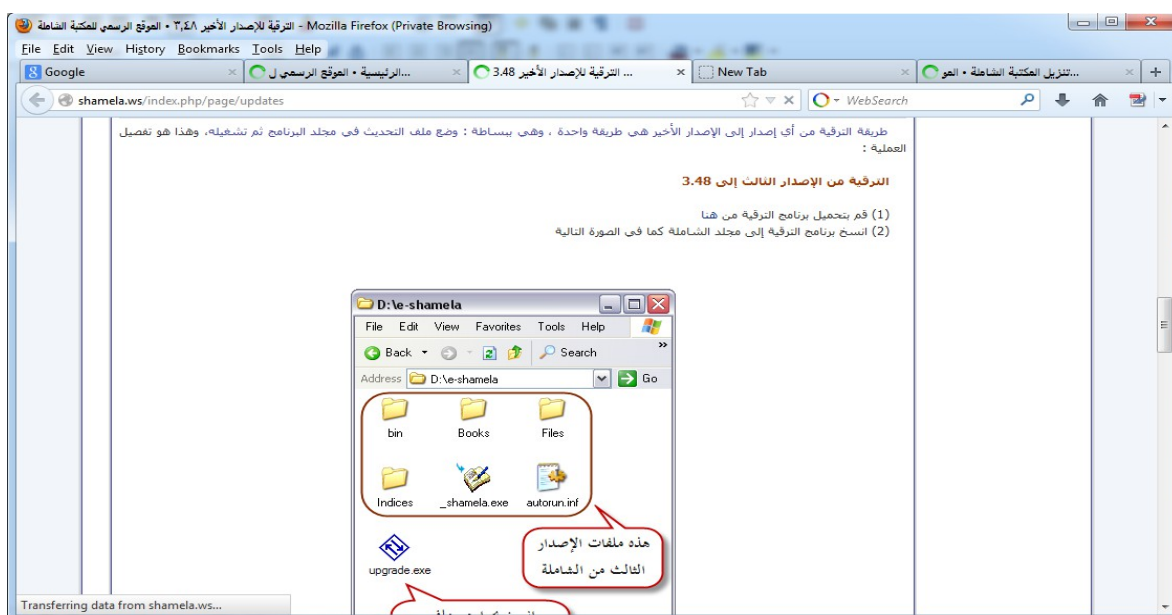 الترقية للإصدار الأخير ٣,٤٨ • الموقع الرسمي للمكتبة الشاملة - Mozilla Firefox (Private Browsing)
File Edit View History Bookmarks Tools Help
Google
الرئيسية • الموقع الرسمي ل...
الترقية للإصدار الأخير 3.48 ...
New Tab
تنزيل المكتبة الشاملة • المو...
shamela.ws/index.php/page/updates
WebSearch
طريقة الترقية من أي إصدار إلى الإصدار الأخير هي طريقة واحدة ، وهي ببساطة : وضع ملف التحديث في مجلد البرنامج ثم تشغيله، وهذا هو تفصيل
العملية :
الترقية من الإصدار الثالث إلى 3.48
(1) قم بتحميل برنامج الترقية من هنا
(2) انسخ برنامج الترقية إلى مجلد الشاملة كما في الصورة التالية
D:\e-shamela
File Edit View Favorites Tools Help
Back Search »
Address D:\e-shamela Go
bin Books Files
Indices _shamela.exe autorun.inf
هذه ملفات الإصدار
الثالث من الشاملة
upgrade.exe
Transferring data from shamela.ws...